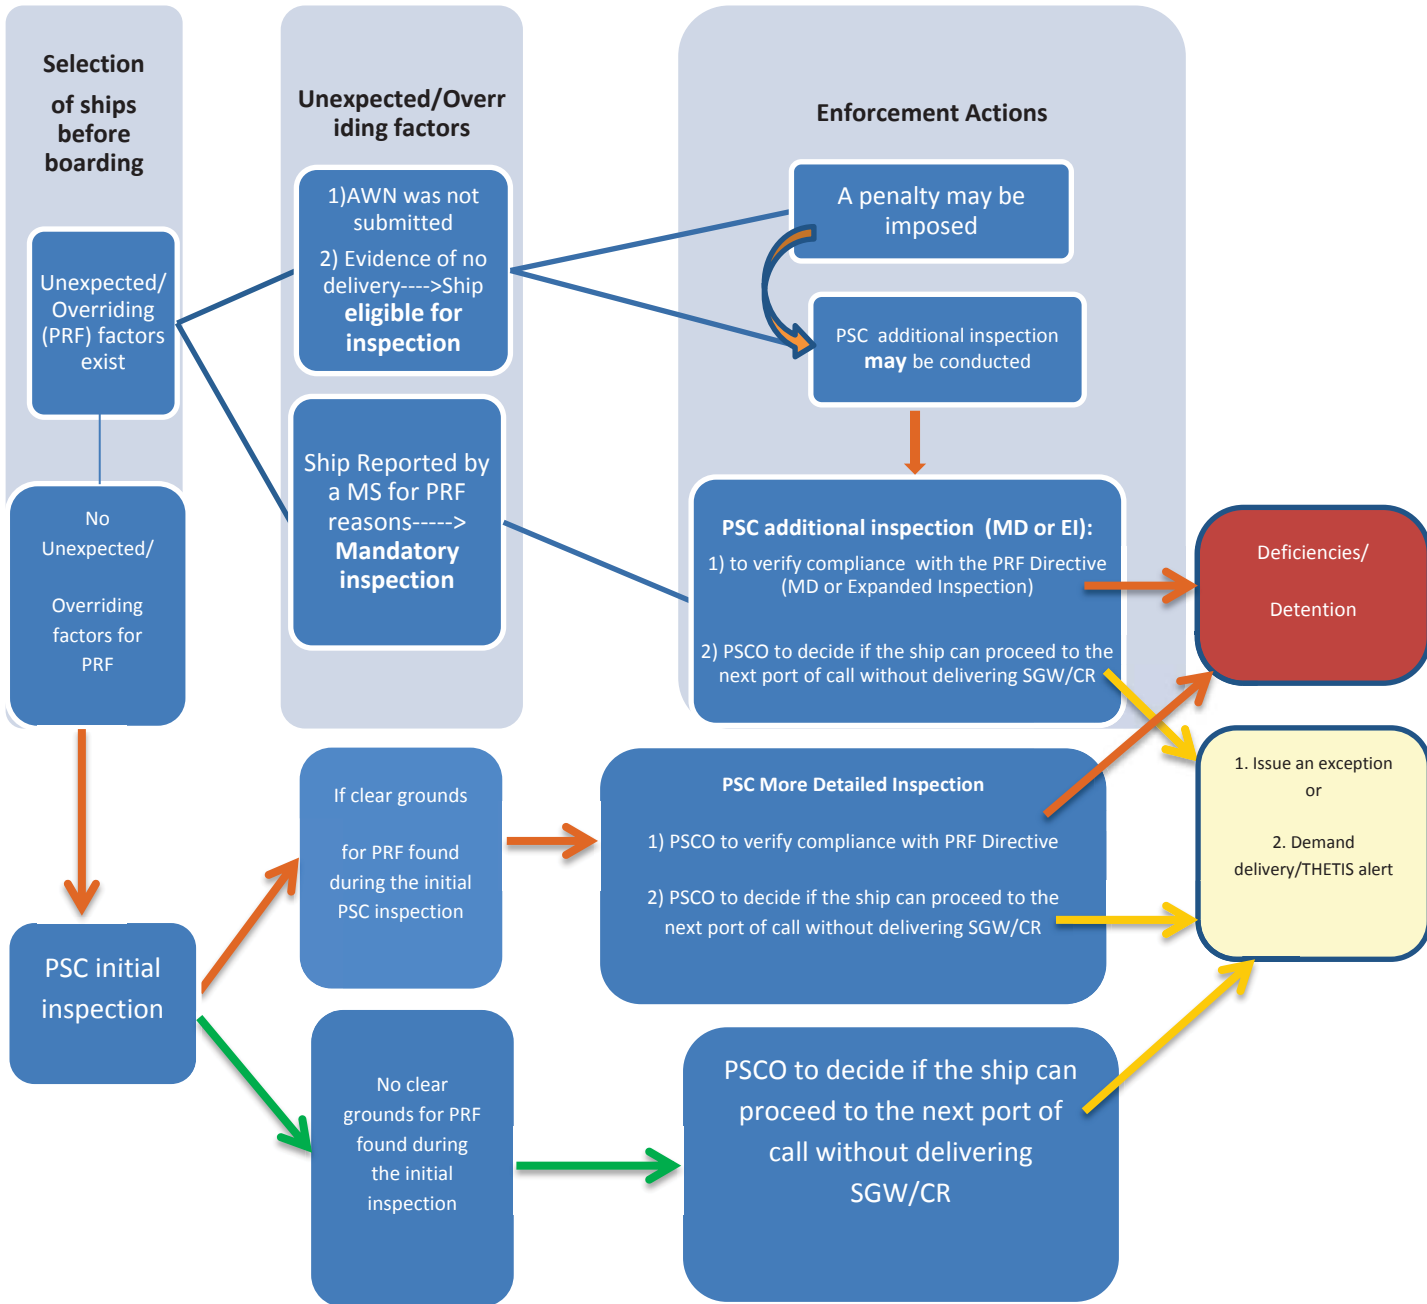 Selection
of ships
before
boarding
Unexpected/
Overriding
(PRF) factors
exist
No
Unexpected/
Overriding
factors for
PRF
PSC initial
inspection
Unexpected/Overr
iding factors
1)AWN was not
submitted
2) Evidence of no
delivery---->Ship
eligible for
inspection
Ship Reported by
a MS for PRF
reasons----->
Mandatory
inspection
If clear grounds
for PRF found
during the initial
PSC inspection
No clear
grounds for PRF
found during
the initial
inspection
Enforcement Actions
A penalty may be
imposed
PSC  additional inspection
may be conducted
PSC additional inspection  (MD or EI):
1) to verify compliance  with the PRF Directive
(MD or Expanded Inspection)
2) PSCO to decide if the ship can proceed to the
next port of call without delivering SGW/CR
PSC More Detailed Inspection
1) PSCO to verify compliance with PRF Directive
2) PSCO to decide if the ship can proceed to the
next port of call without delivering SGW/CR
PSCO to decide if the ship can
proceed to the next port of
call without delivering
SGW/CR
Deficiencies/
Detention
1. Issue an exception
or
2. Demand
delivery/THETIS alert